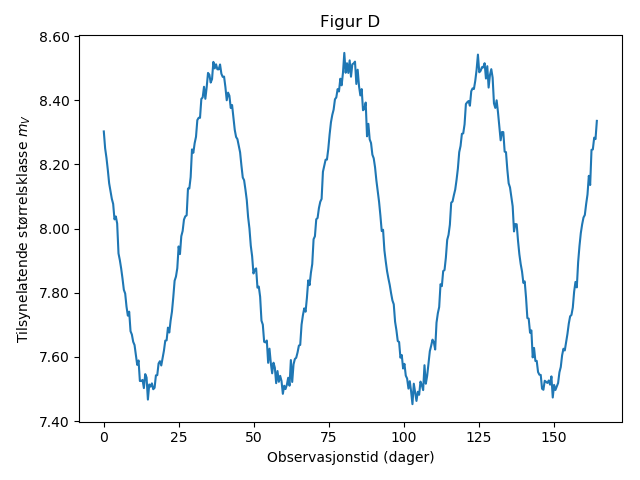 Figur D
Tilsynelatende størrelsesklasse $m_V$
8.60
8.40
8.20
8.00
7.80
7.60
7.40
0 25 50 75 100 125 150
Observasjonstid (dager)